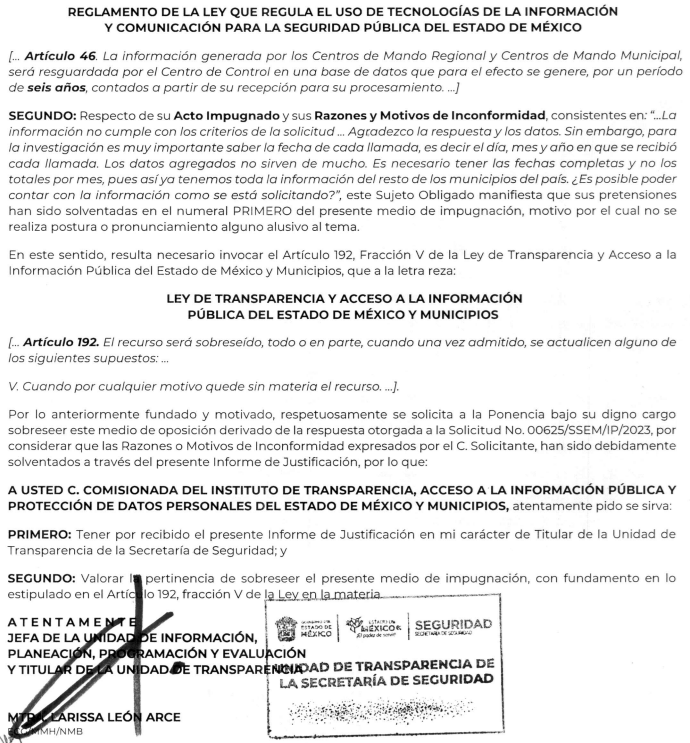 REGLAMENTO DE LA LEY QUE REGULA EL USO DE TECNOLOGÍAS DE LA INFORMACIÓN
Y COMUNICACIÓN PARA LA SEGURIDAD PÚBLICA DEL ESTADO DE MÉXICO
[... Artículo 46. La información generada por los Centros de Mando Regional y Centros de Mando Municipal,
será resguardada por el Centro de Control en una base de datos que para el efecto se genere, por un período
de seis años, contados a partir de su recepción para su procesamiento. ...]
SEGUNDO: Respecto de su Acto Impugnado y sus Razones y Motivos de Inconformidad, consistentes en: “...La
información no cumple con los criterios de la solicitud ... Agradezco la respuesta y los datos. Sin embargo, para
la investigación es muy importante saber la fecha de cada llamada, es decir el día, mes y año en que se recibió
cada llamada. Los datos agregados no sirven de mucho. Es necesario tener las fechas completas y no los
totales por mes, pues así ya tenemos toda la información del resto de los municipios del país. ¿Es posible poder
contar con la información como se está solicitando?”, este Sujeto Obligado manifiesta que sus pretensiones
han sido solventadas en el numeral PRIMERO del presente medio de impugnación, motivo por el cual no se
realiza postura o pronunciamiento alguno alusivo al tema.
En este sentido, resulta necesario invocar el Artículo 192, Fracción V de la Ley de Transparencia y Acceso a la
Información Pública del Estado de México y Municipios, que a la letra reza:
LEY DE TRANSPARENCIA Y ACCESO A LA INFORMACIÓN
PÚBLICA DEL ESTADO DE MÉXICO Y MUNICIPIOS
[... Artículo 192. El recurso será sobreseído, todo o en parte, cuando una vez admitido, se actualicen alguno de
los siguientes supuestos: ...
V. Cuando por cualquier motivo quede sin materia el recurso. ...].
Por lo anteriormente fundado y motivado, respetuosamente se solicita a la Ponencia bajo su digno cargo
sobreseer este medio de oposición derivado de la respuesta otorgada a la Solicitud No. 00625/SSEM/IP/2023, por
considerar que las Razones o Motivos de Inconformidad expresados por el C. Solicitante, han sido debidamente
solventados a través del presente Informe de Justificación, por lo que:
A USTED C. COMISIONADA DEL INSTITUTO DE TRANSPARENCIA, ACCESO A LA INFORMACIÓN PÚBLICA Y
PROTECCIÓN DE DATOS PERSONALES DEL ESTADO DE MÉXICO Y MUNICIPIOS, atentamente pido se sirva:
PRIMERO: Tener por recibido el presente Informe de Justificación en mi carácter de Titular de la Unidad de
Transparencia de la Secretaría de Seguridad; y
SEGUNDO: Valorar la pertinencia de sobreseer el presente medio de impugnación, con fundamento en lo
estipulado en el Artículo 192, fracción V de la Ley en la materia.
A T E N T A M E N T E
JEFA DE LA UNIDAD DE INFORMACIÓN,
PLANEACIÓN, PROGRAMACIÓN Y EVALUACIÓN
Y TITULAR DE LA UNIDAD DE TRANSPARENCIA
MTRA. LARISSA LEÓN ARCE
/MMH/NMB
ESTADO DE MÉXICO
MÉXICO
¡El poder de servir!
SEGURIDAD
SECRETARÍA DE SEGURIDAD
UNIDAD DE TRANSPARENCIA DE
LA SECRETARÍA DE SEGURIDAD